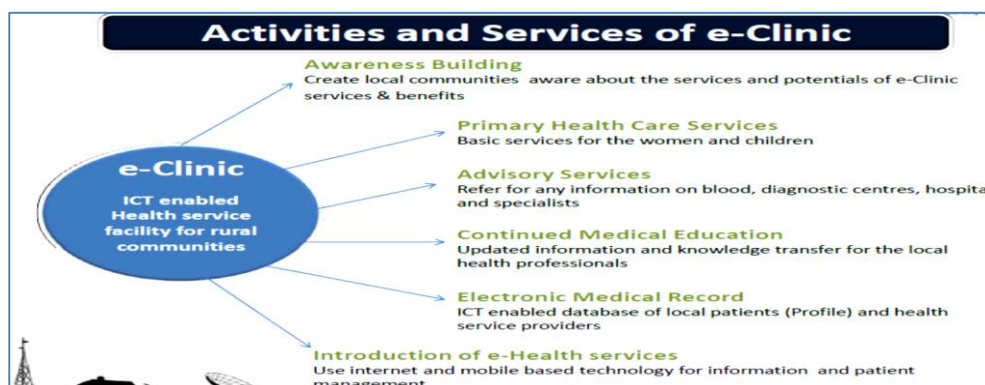 Activities and Services of e-Clinic
Awareness Building
Create local communities aware about the services and potentials of e-Clinic
services & benefits
Primary Health Care Services
Basic services for the women and children
e-Clinic
ICT enabled
Health service
facility for rural
communities
Advisory Services
Refer for any information on blood, diagnostic centres, hospita
and specialists
Continued Medical Education
Updated information and knowledge transfer for the local
health professionals
Electronic Medical Record
ICT enabled database of local patients (Profile) and health
service providers
Introduction of e-Health services
Use internet and mobile based technology for information and patient
management